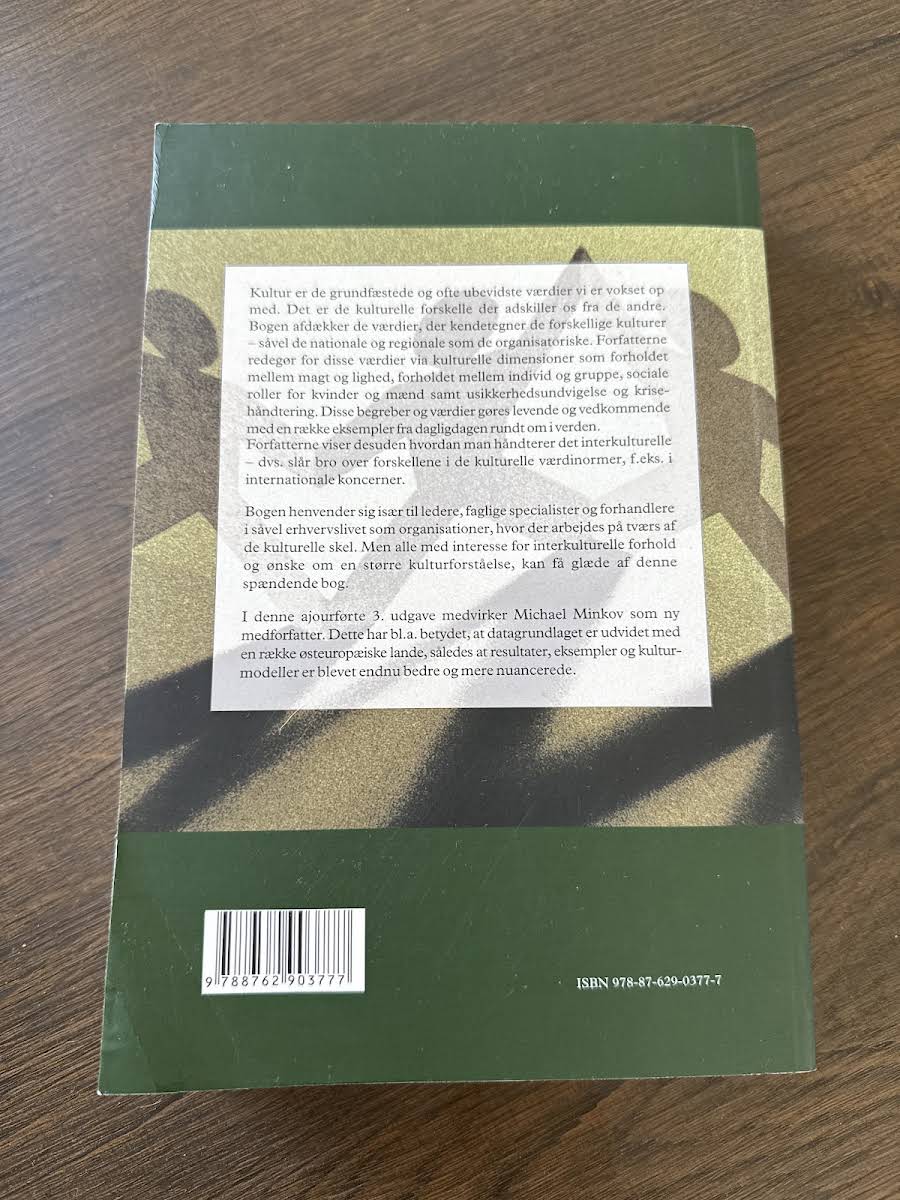 Kultur er de grundfæstede og ofte ubevidste værdier vi er vokset op
med. Det er de kulturelle forskelle der adskiller os fra de andre.
Bogen afdækker de værdier, der kendetegner de forskellige kulturer
– såvel de nationale og regionale som de organisatoriske. Forfatterne
redegør for disse værdier via kulturelle dimensioner som forholdet
mellem magt og lighed, forholdet mellem individ og gruppe, sociale
roller for kvinder og mænd samt usikkerhedsundvigelse og krise-
håndtering. Disse begreber og værdier gøres levende og vedkommende
med en række eksempler fra dagligdagen rundt om i verden.
Forfatterne viser desuden hvordan man håndterer det interkulturelle
– dvs. slår bro over forskellene i de kulturelle værdinormer, f.eks. i
internationale koncerner.
Bogen henvender sig især til ledere, faglige specialister og forhandlere
i såvel erhvervslivet som organisationer, hvor der arbejdes på tværs af
de kulturelle skel. Men alle med interesse for interkulturelle forhold
og ønske om en større kulturforståelse, kan få glæde af denne
spændende bog.
I denne ajourførte 3. udgave medvirker Michael Minkov som ny
medforfatter. Dette har bl.a. betydet, at datagrundlaget er udvidet med
en række østeuropæiske lande, således at resultater, eksempler og kultur-
modeller er blevet endnu bedre og mere nuancerede.
9 788762 903777
ISBN 978-87-629-0377-7